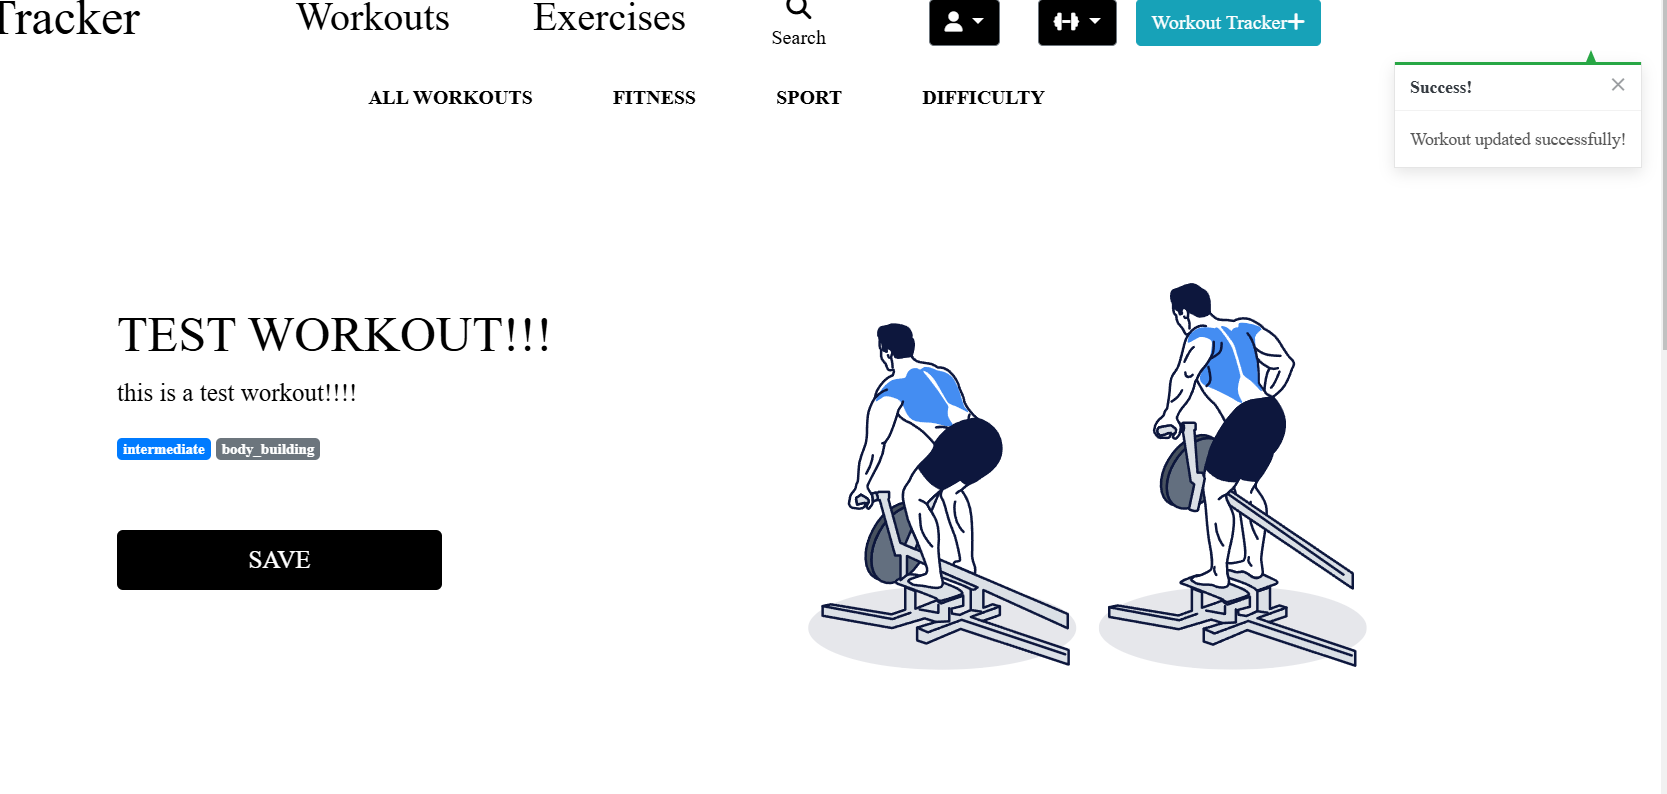 Tracker
Workouts
Exercises
Search
Workout Tracker+
ALL WORKOUTS
FITNESS
SPORT
DIFFICULTY
Success!
Workout updated successfully!
TEST WORKOUT!!!
this is a test workout!!!!
intermediate body_building
SAVE